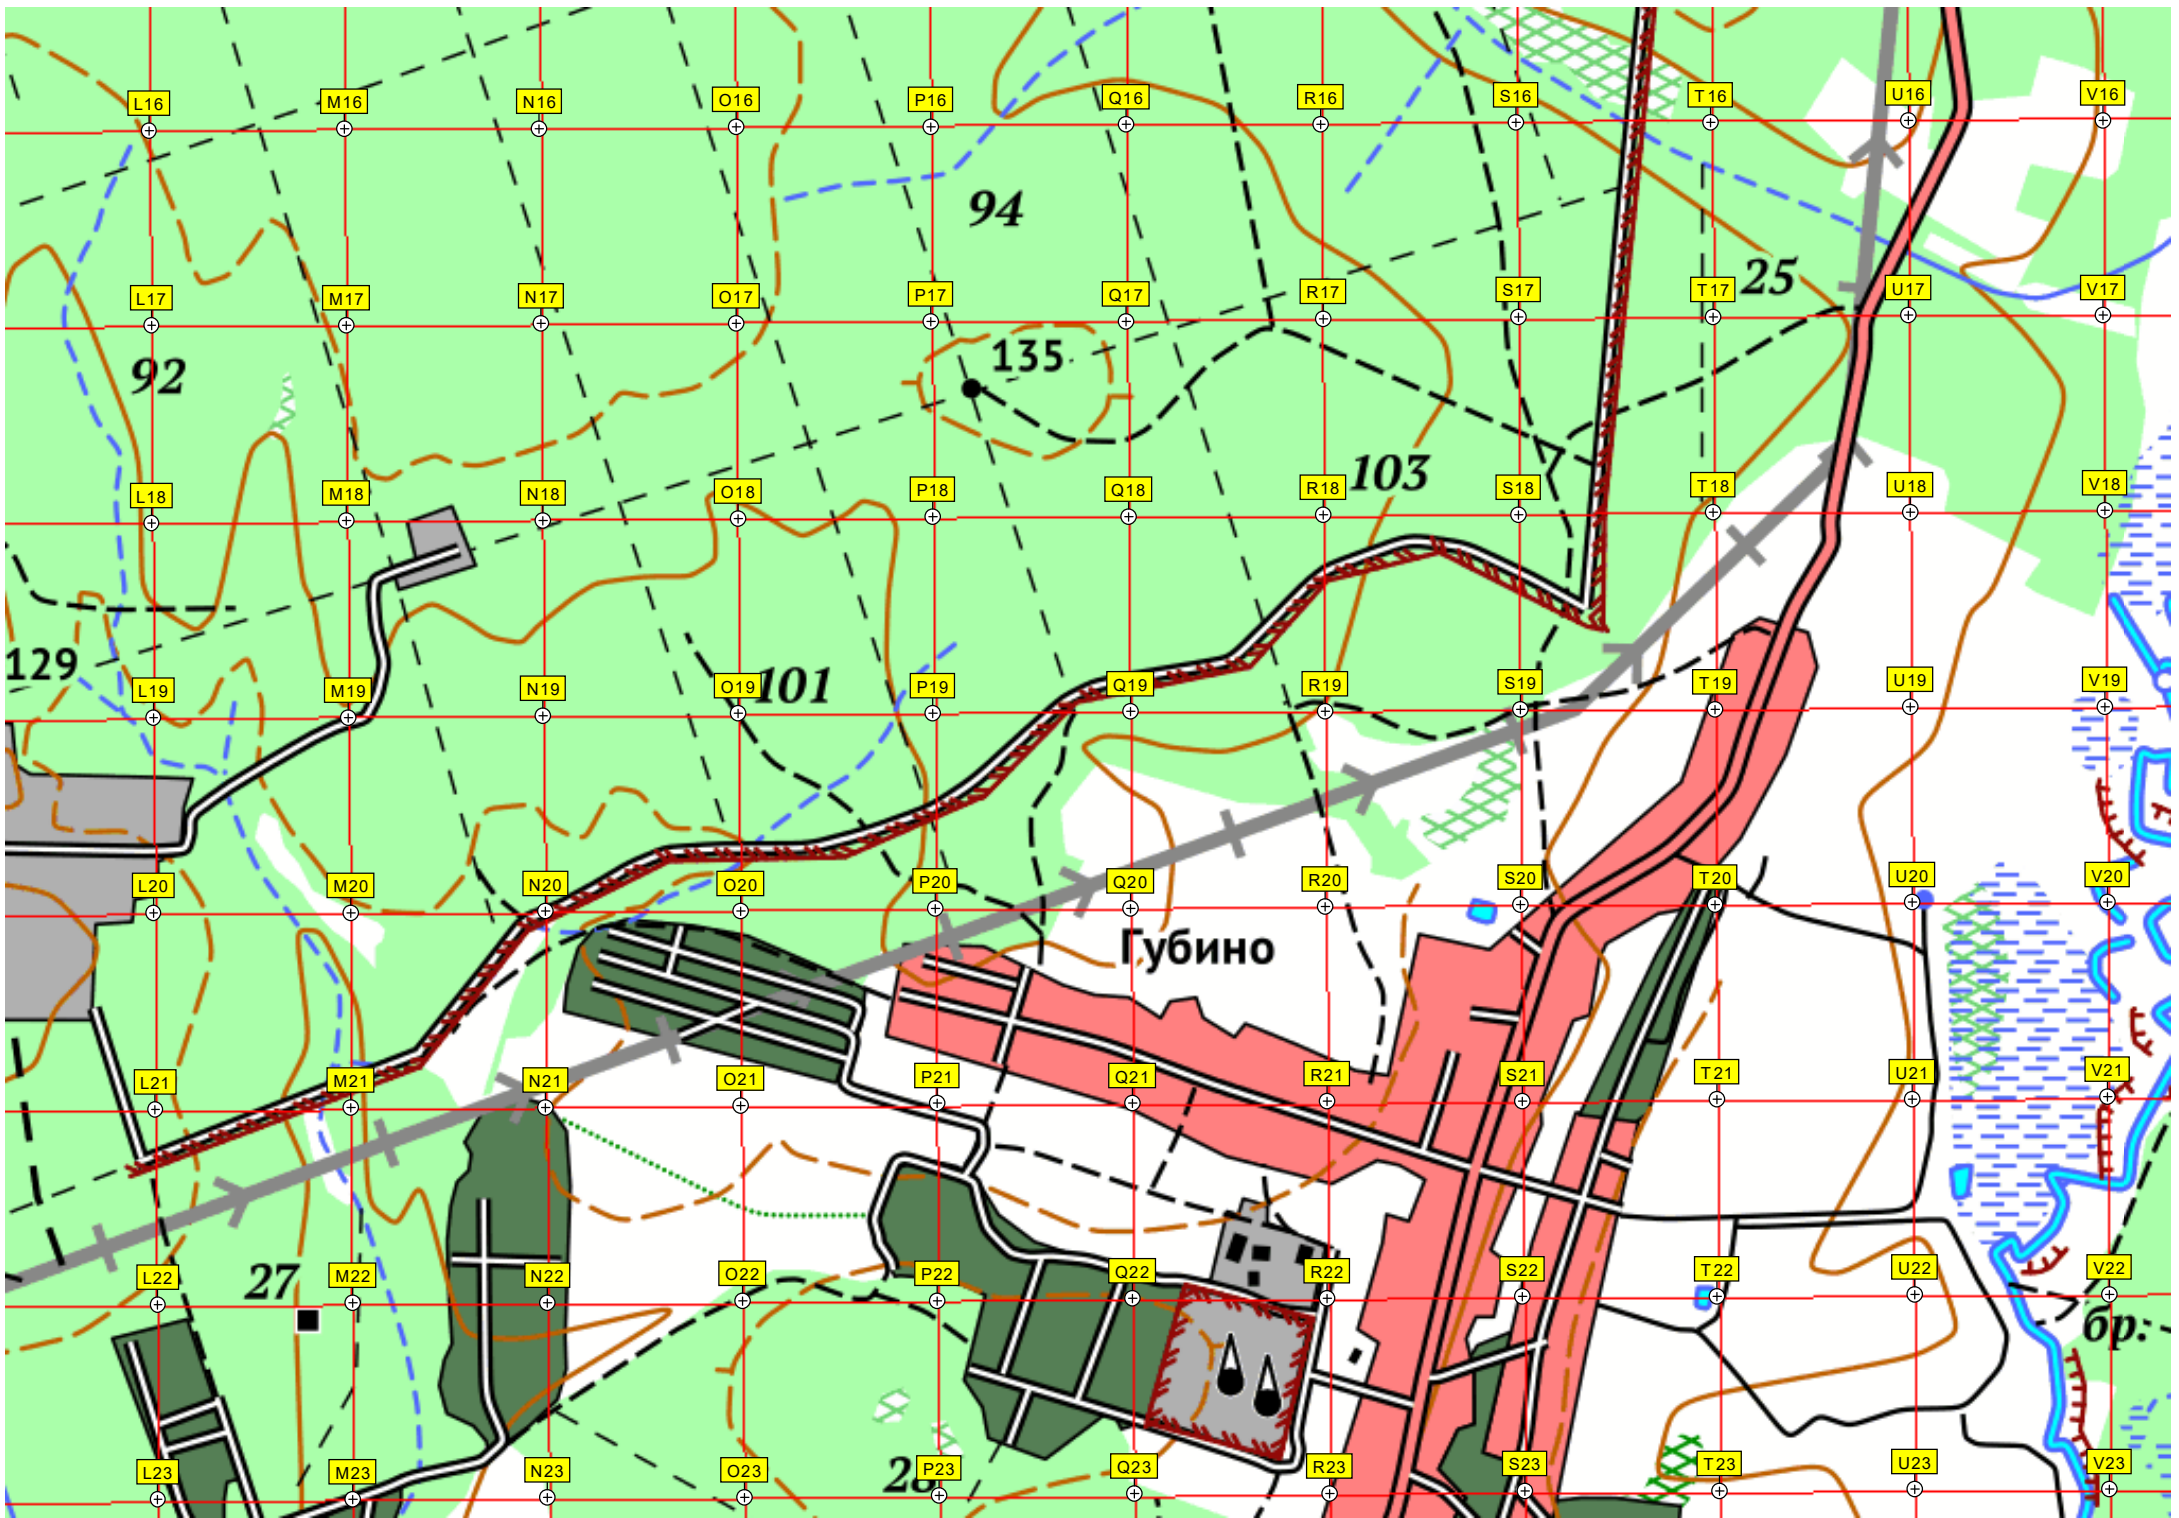 L16 M16 N16 O16 P16 Q16 R16 S16 T16 U16 V16
94
25
L17 M17 N17 O17 P17 Q17 R17 S17 T17 U17 V17
92
135
103
L18 M18 N18 O18 P18 Q18 R18 S18 T18 U18 V18
129
101
L19 M19 N19 O19 P19 Q19 R19 S19 T19 U19 V19
L20 M20 N20 O20 P20 Q20 R20 S20 T20 U20 V20
Губино
L21 M21 N21 O21 P21 Q21 R21 S21 T21 U21 V21
27
L22 M22 N22 O22 P22 Q22 R22 S22 T22 U22 V22
бр.
28
L23 M23 N23 O23 P23 Q23 R23 S23 T23 U23 V23